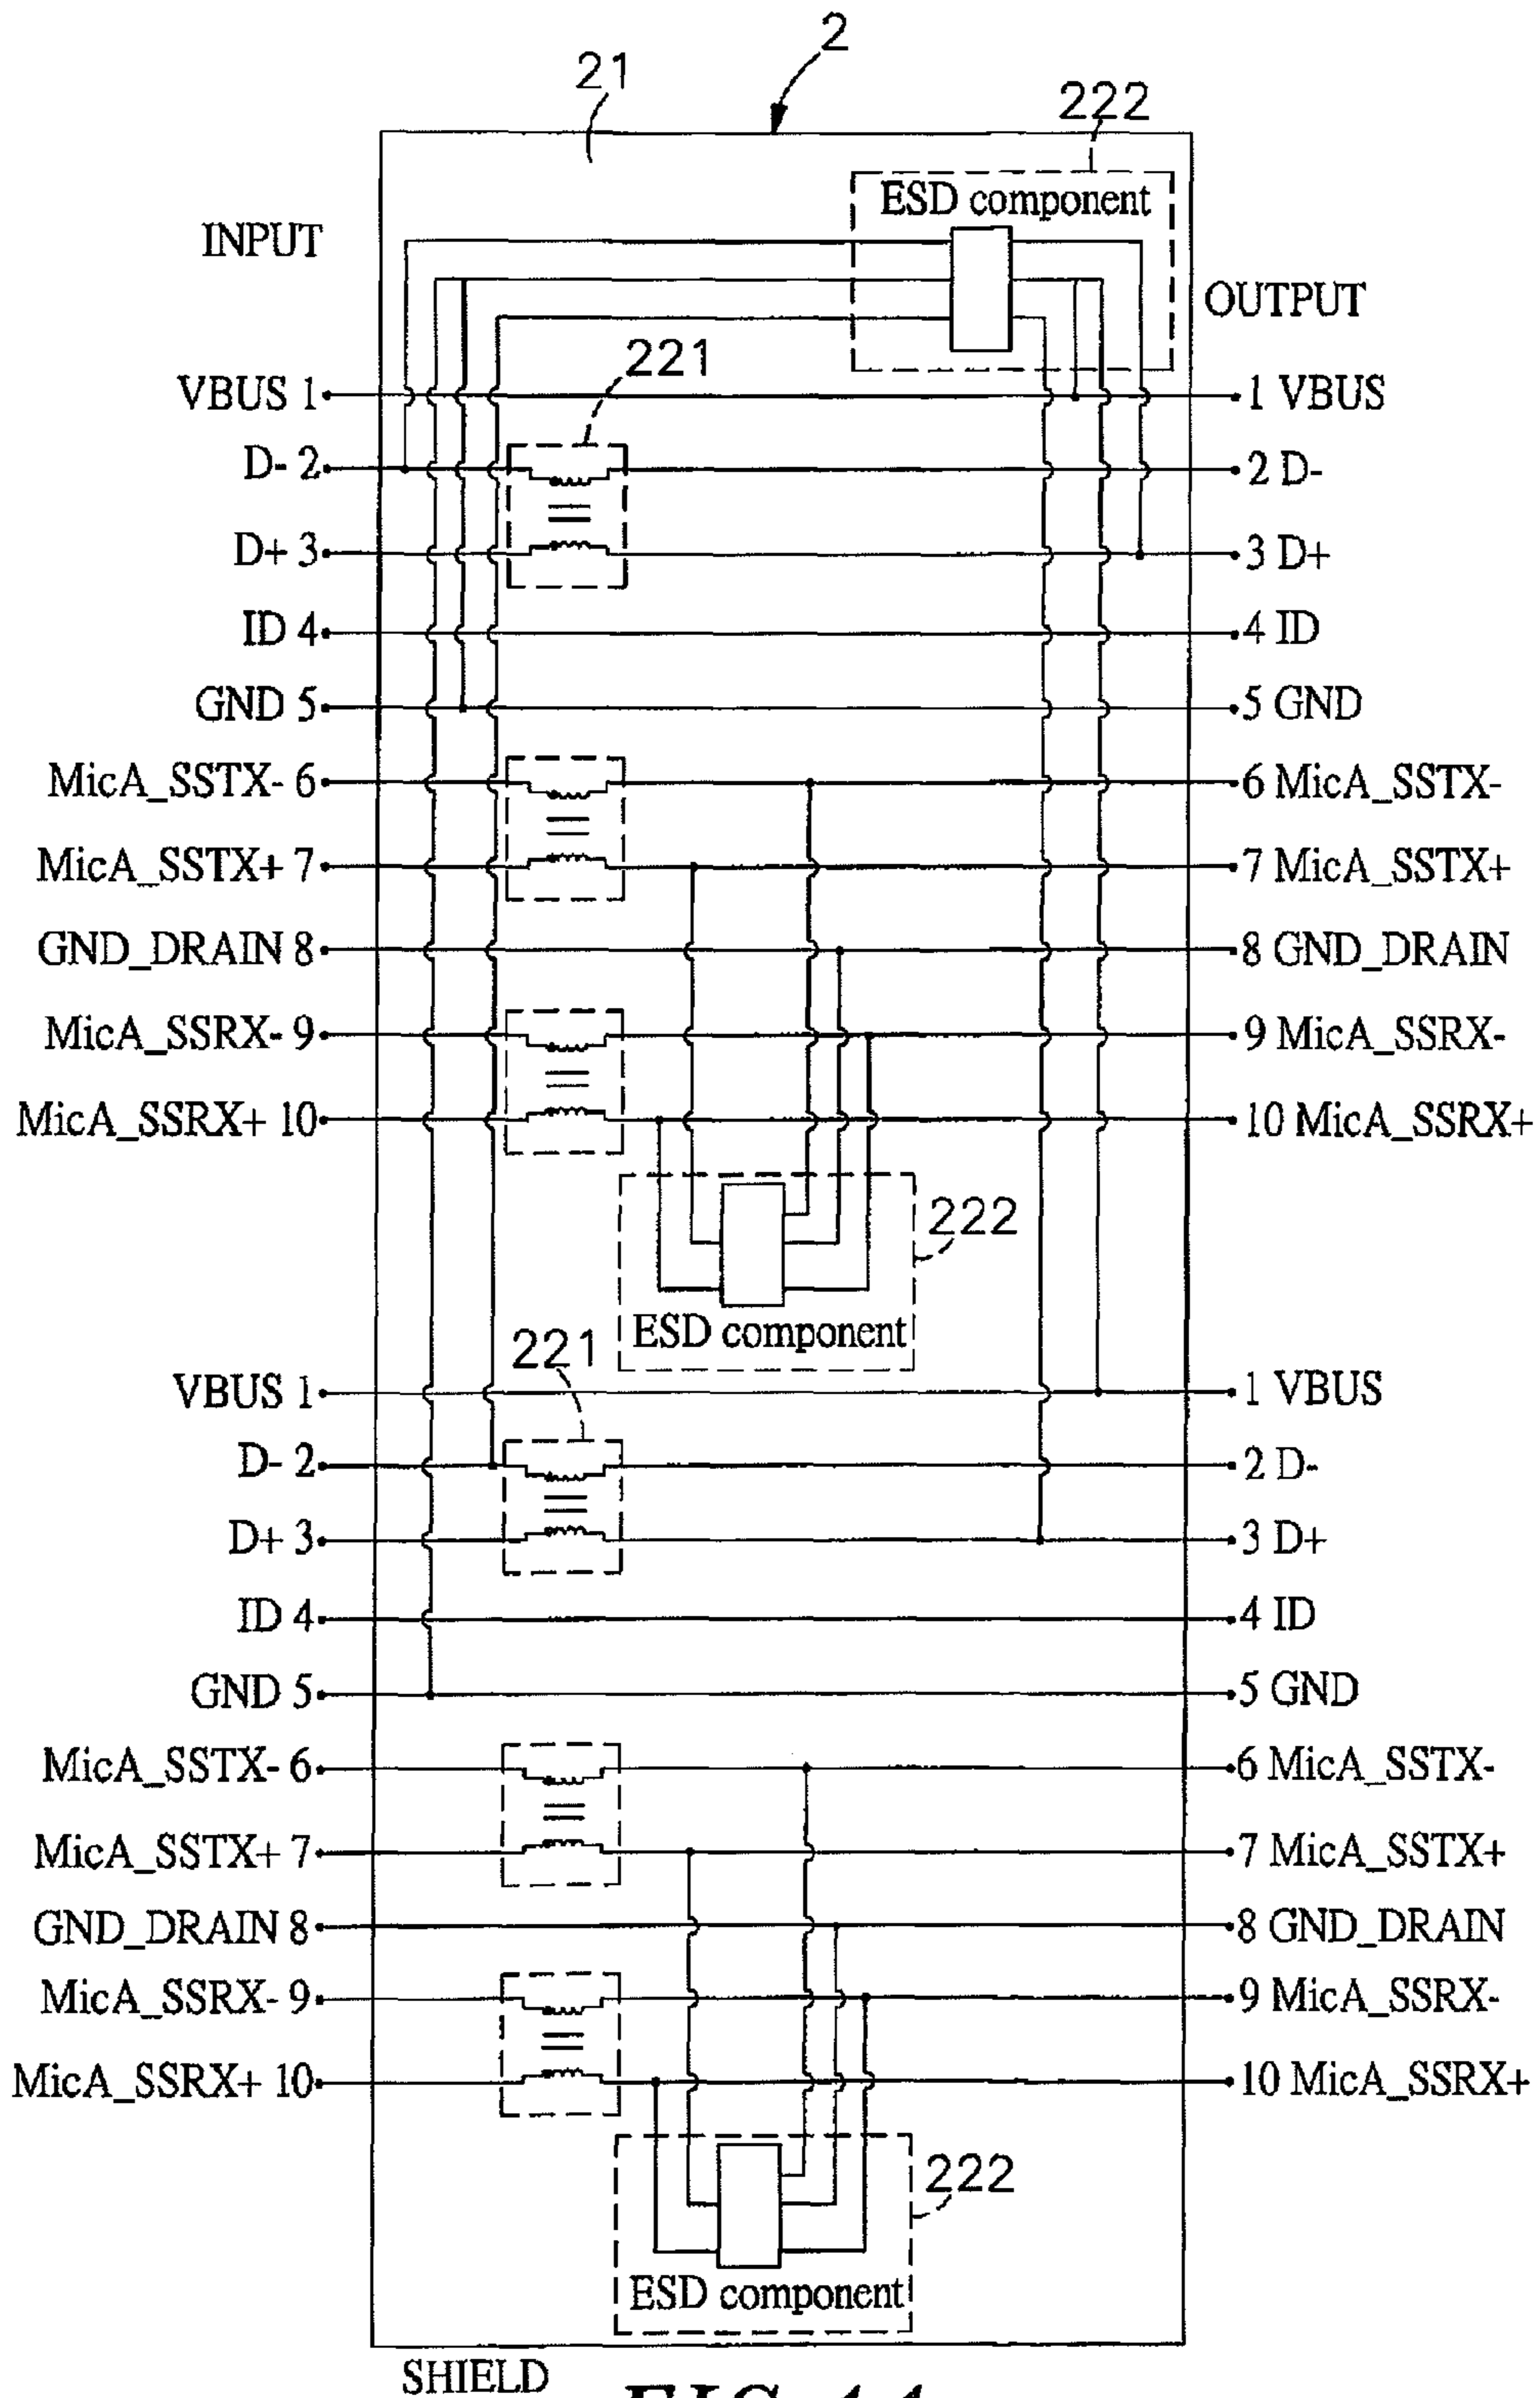 2
21
222
ESD component
INPUT
OUTPUT
221
VBUS 1 1 VBUS
D- 2 2 D-
D+ 3 3 D+
ID 4 4 ID
GND 5 5 GND
MicA_SSTX- 6 6 MicA_SSTX-
MicA_SSTX+ 7 7 MicA_SSTX+
GND_DRAIN 8 8 GND_DRAIN
MicA_SSRX- 9 9 MicA_SSRX-
MicA_SSRX+ 10 10 MicA_SSRX+
222
ESD component
221
VBUS 1 1 VBUS
D- 2 2 D-
D+ 3 3 D+
ID 4 4 ID
GND 5 5 GND
MicA_SSTX- 6 6 MicA_SSTX-
MicA_SSTX+ 7 7 MicA_SSTX+
GND_DRAIN 8 8 GND_DRAIN
MicA_SSRX- 9 9 MicA_SSRX-
MicA_SSRX+ 10 10 MicA_SSRX+
222
ESD component
SHIELD